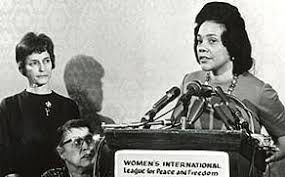 WOMEN'S INTERNATIONAL
League for Peace and Freedom